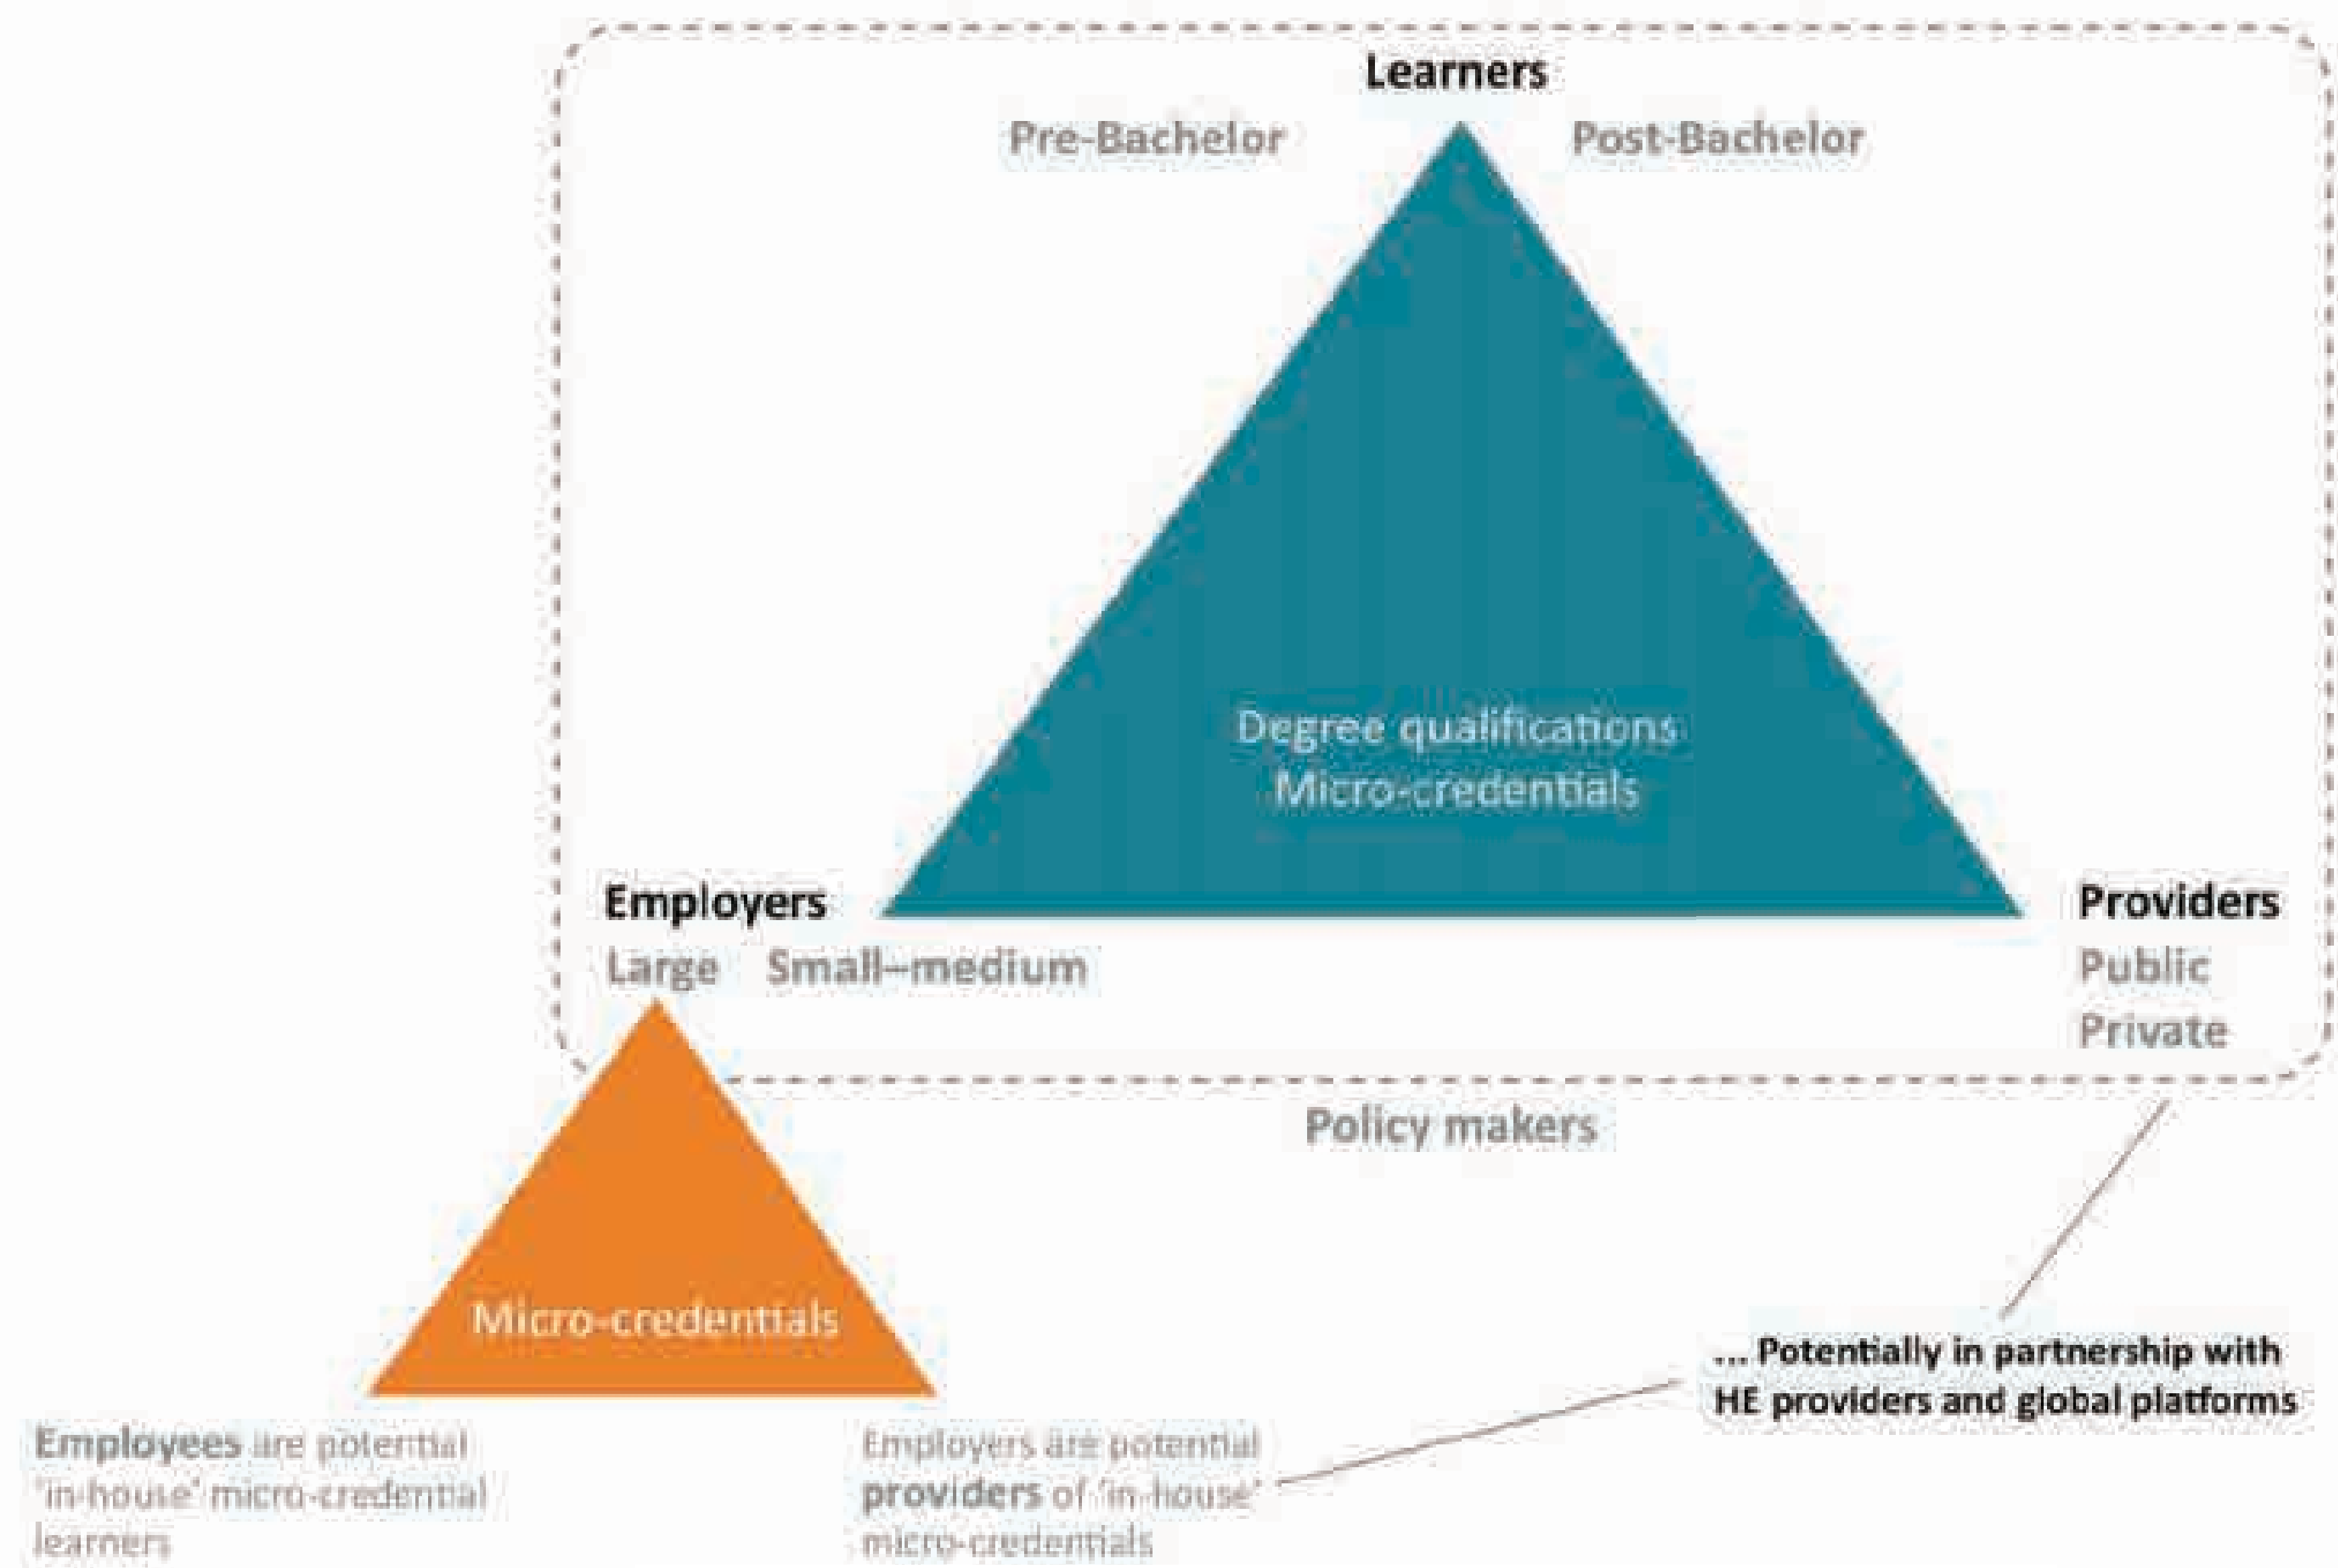 Learners
Pre-Bachelor Post-Bachelor
Degree qualifications
Micro-credentials
Employers
Large Small–medium
Providers
Public
Private
Policy makers
Micro-credentials
... Potentially in partnership with
HE providers and global platforms
Employees are potential
'in-house' micro-credential
learners
Employers are potential
providers of 'in-house'
micro-credentials